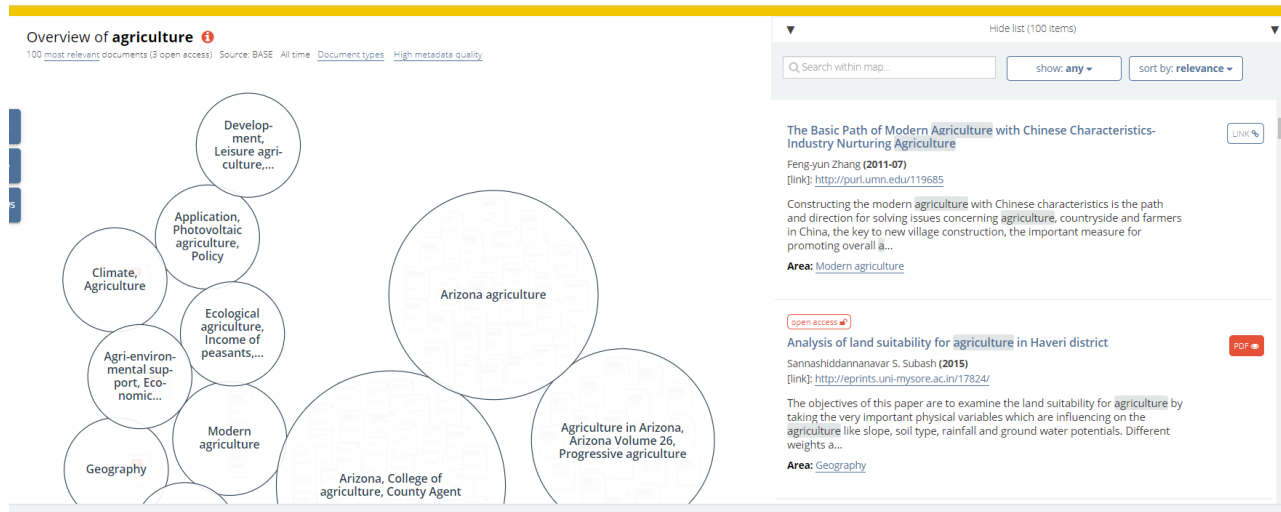 Overview of agriculture
100 most relevant documents (3 open access) Source: BASE All time Document types High metadata quality
Develop-
ment,
Leisure agri-
culture,...
Application,
Photovoltaic
agriculture,
Policy
Climate,
Agriculture
Ecological
agriculture,
Income of
peasants,...
Agri-environ-
mental sup-
port, Eco-
nomic...
Modern
agriculture
Geography
Arizona agriculture
Arizona, College of
agriculture, County Agent
Agriculture in Arizona,
Arizona Volume 26,
Progressive agriculture
Hide list (100 items)
Search within map...
show: any
sort by: relevance
The Basic Path of Modern Agriculture with Chinese Characteristics-
Industry Nurturing Agriculture
LINK
Feng-yun Zhang (2011-07)
[link]: http://purl.umn.edu/119685
Constructing the modern agriculture with Chinese characteristics is the path
and direction for solving issues concerning agriculture, countryside and farmers
in China, the key to new village construction, the important measure for
promoting overall a...
Area: Modern agriculture
open access
Analysis of land suitability for agriculture in Haveri district
PDF
Sannashiddannanavar S. Subash (2015)
[link]: http://eprints.uni-mysore.ac.in/17824/
The objectives of this paper are to examine the land suitability for agriculture by
taking the very important physical variables which are influencing on the
agriculture like slope, soil type, rainfall and ground water potentials. Different
weights a...
Area: Geography